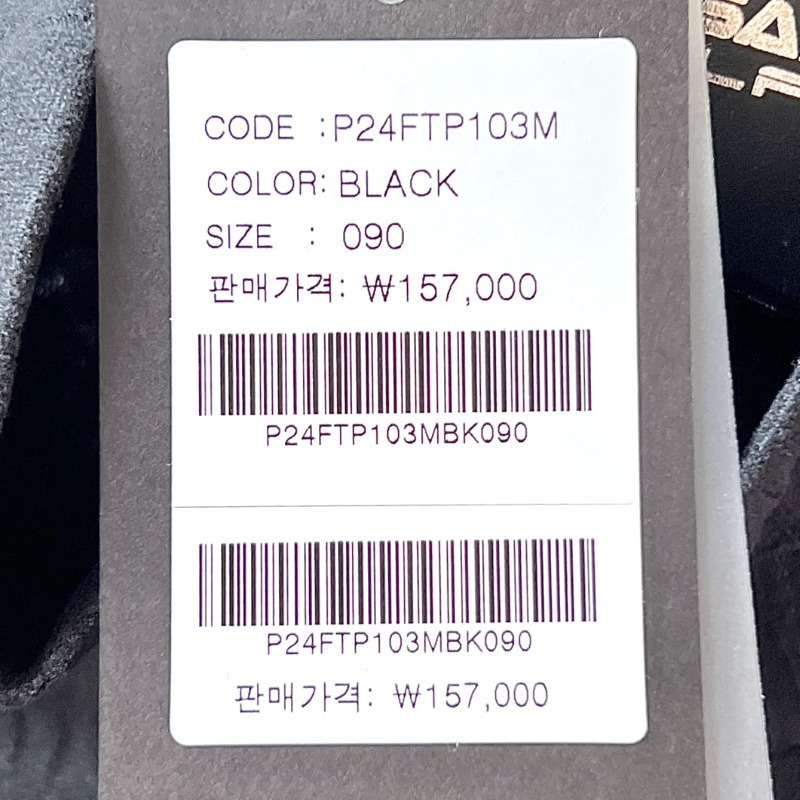 CODE :P24FTP103M
COLOR: BLACK
SIZE : 090
판매가격: ₩157,000
P24FTP103MBK090
P24FTP103MBK090
판매가격: ₩157,000